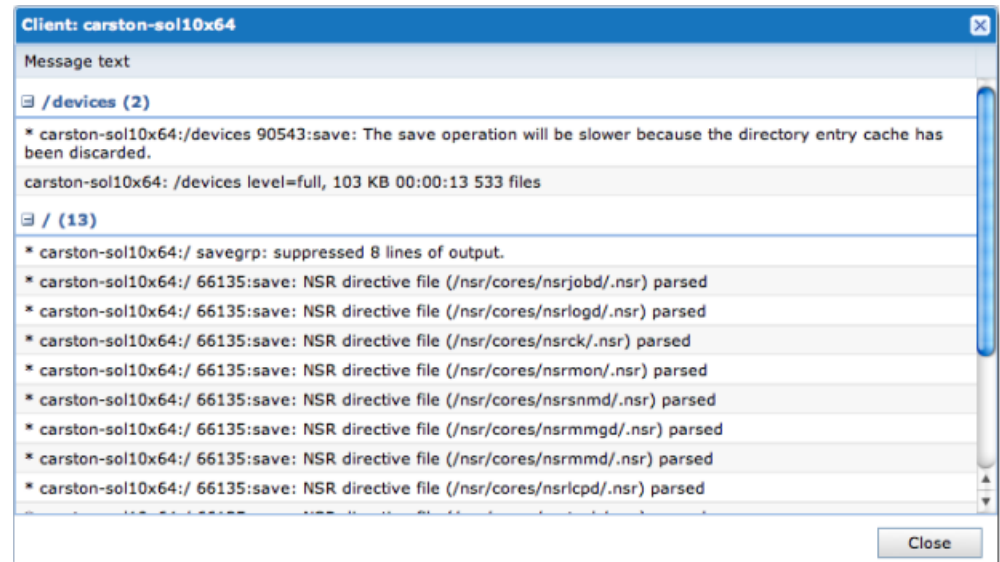 Client: carston-sol10x64
Message text
/devices (2)
* carston-sol10x64:/devices 90543:save: The save operation will be slower because the directory entry cache has
been discarded.
carston-sol10x64: /devices level=full, 103 KB 00:00:13 533 files
/ (13)
* carston-sol10x64:/ savegrp: suppressed 8 lines of output.
* carston-sol10x64:/ 66135:save: NSR directive file (/nsr/cores/nsrjobd/.nsr) parsed
* carston-sol10x64:/ 66135:save: NSR directive file (/nsr/cores/nsrlogd/.nsr) parsed
* carston-sol10x64:/ 66135:save: NSR directive file (/nsr/cores/nsrck/.nsr) parsed
* carston-sol10x64:/ 66135:save: NSR directive file (/nsr/cores/nsrmon/.nsr) parsed
* carston-sol10x64:/ 66135:save: NSR directive file (/nsr/cores/nsrsnmd/.nsr) parsed
* carston-sol10x64:/ 66135:save: NSR directive file (/nsr/cores/nsrmmgd/.nsr) parsed
* carston-sol10x64:/ 66135:save: NSR directive file (/nsr/cores/nsrmmd/.nsr) parsed
* carston-sol10x64:/ 66135:save: NSR directive file (/nsr/cores/nsrlcpd/.nsr) parsed
Close